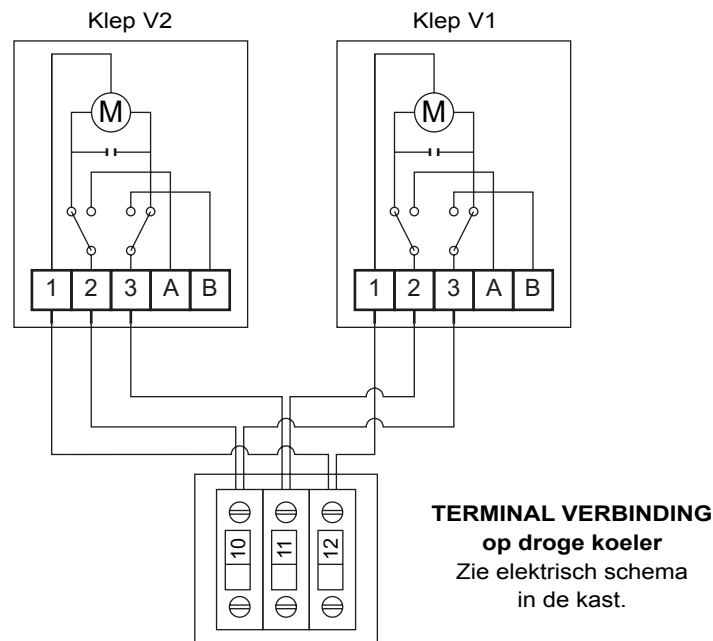 Klep V2
Klep V1
M
M
1 2 3 A B
1 2 3 A B
10 11 12
TERMINAL VERBINDING
op droge koeler
Zie elektrisch schema
in de kast.